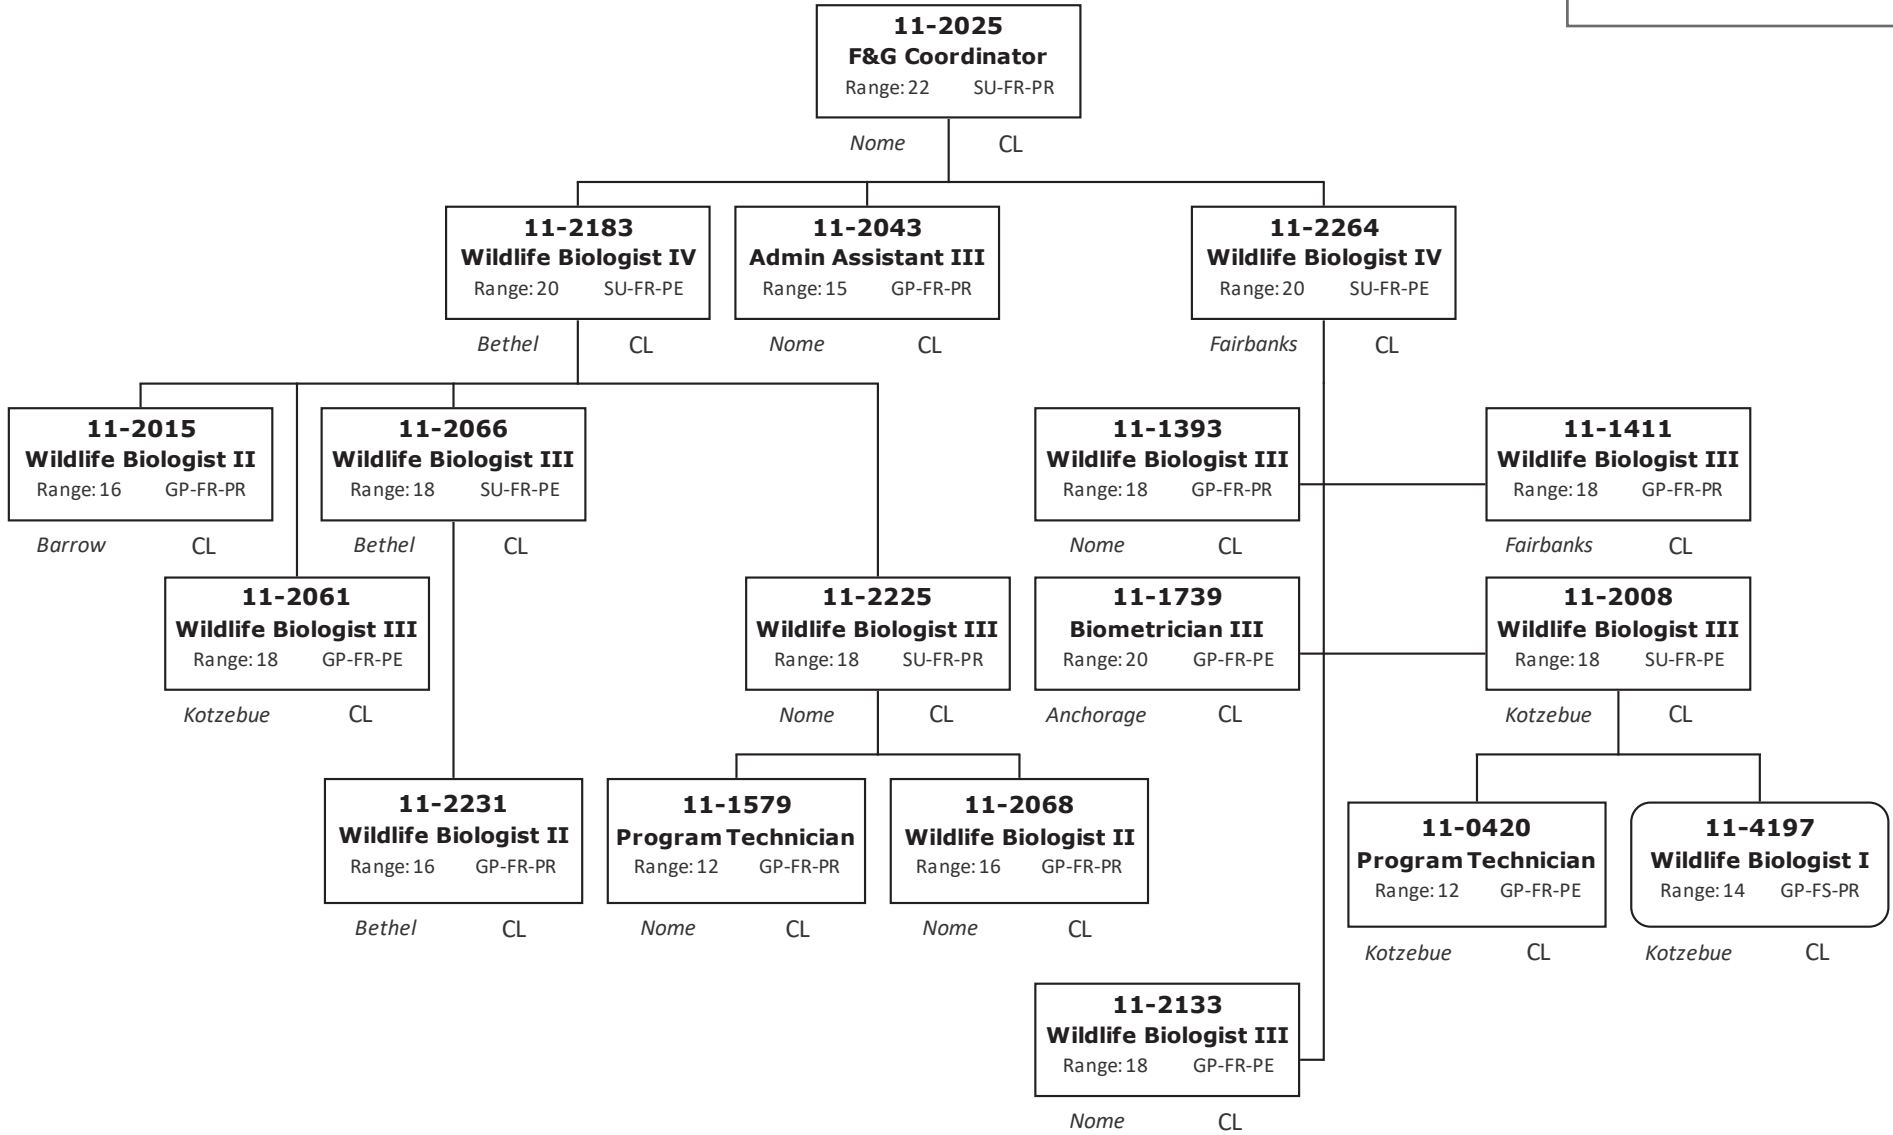 11-2025
F&G Coordinator
Range: 22 SU-FR-PR
Nome CL
11-2183
Wildlife Biologist IV
Range: 20 SU-FR-PE
Bethel CL
11-2043
Admin Assistant III
Range: 15 GP-FR-PR
Nome CL
11-2264
Wildlife Biologist IV
Range: 20 SU-FR-PE
Fairbanks CL
11-2015
Wildlife Biologist II
Range: 16 GP-FR-PR
Barrow CL
11-2066
Wildlife Biologist III
Range: 18 SU-FR-PE
Bethel CL
11-1393
Wildlife Biologist III
Range: 18 GP-FR-PR
Nome CL
11-1411
Wildlife Biologist III
Range: 18 GP-FR-PR
Fairbanks CL
11-2061
Wildlife Biologist III
Range: 18 GP-FR-PE
Kotzebue CL
11-2225
Wildlife Biologist III
Range: 18 SU-FR-PR
Nome CL
11-1739
Biometrician III
Range: 20 GP-FR-PE
Anchorage CL
11-2008
Wildlife Biologist III
Range: 18 SU-FR-PE
Kotzebue CL
11-2231
Wildlife Biologist II
Range: 16 GP-FR-PR
Bethel CL
11-1579
Program Technician
Range: 12 GP-FR-PR
Nome CL
11-2068
Wildlife Biologist II
Range: 16 GP-FR-PR
Nome CL
11-0420
Program Technician
Range: 12 GP-FR-PE
Kotzebue CL
11-4197
Wildlife Biologist I
Range: 14 GP-FS-PR
Kotzebue CL
11-2133
Wildlife Biologist III
Range: 18 GP-FR-PE
Nome CL